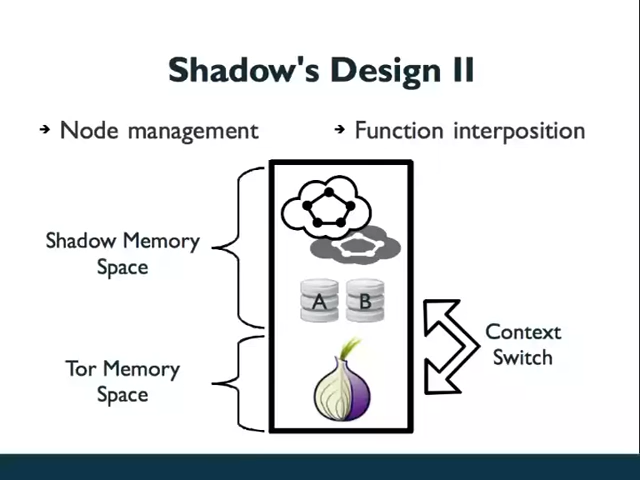 Shadow's Design II
➔ Node management
➔ Function interposition
Shadow Memory
Space
A
B
Context
Switch
Tor Memory
Space